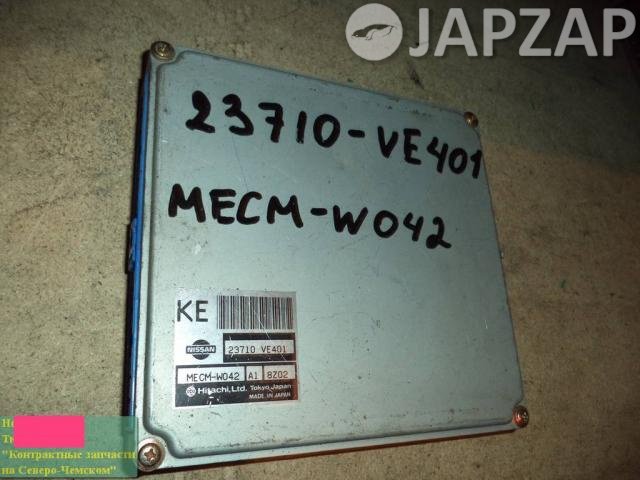 JAPZAP
23710-VE401
MECM-W042
KE
NISSAN
23710 VE401
MECM-W042 A1 8Z02
Hitachi, Ltd. Tokyo Japan
MADE IN JAPAN
"Контрактные запчасти
на Северо-Чемском"